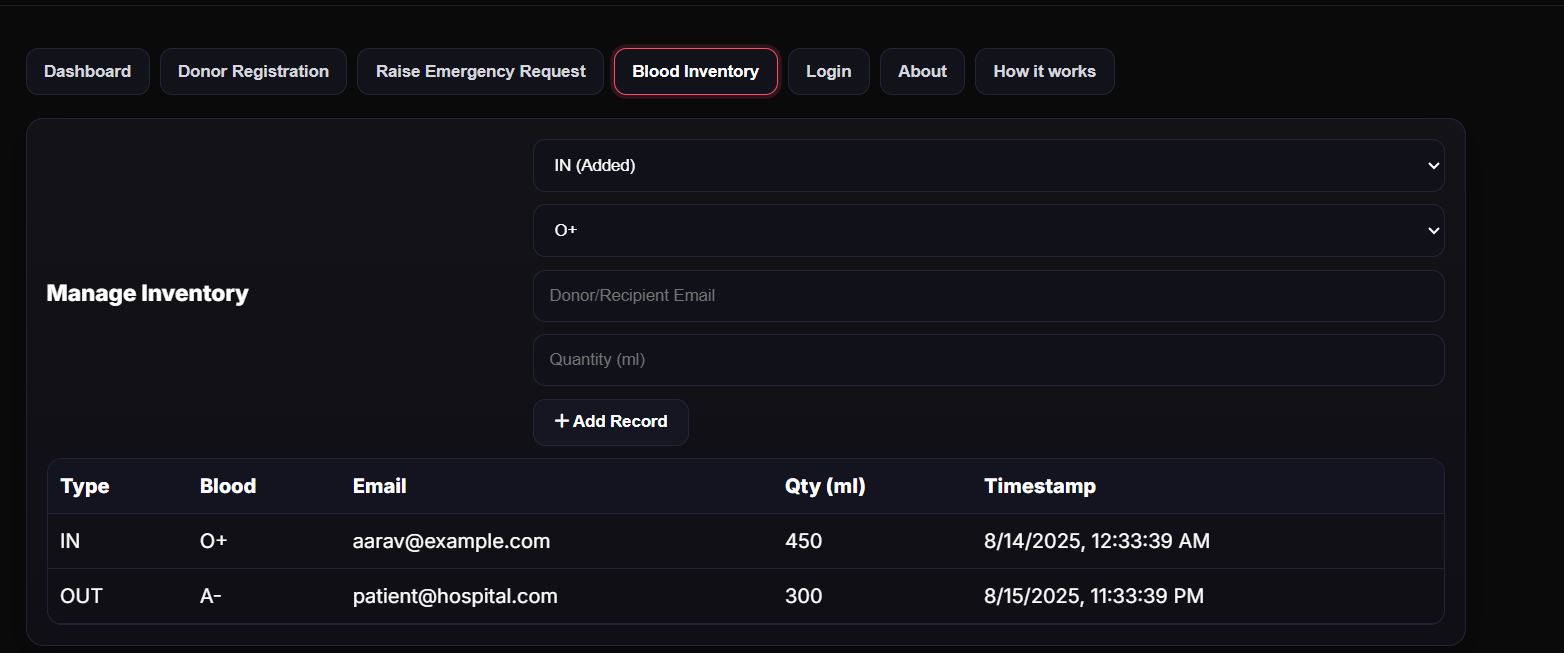 Dashboard Donor Registration Raise Emergency Request Blood Inventory Login About How it works
IN (Added)
O+
Manage Inventory
Donor/Recipient Email
Quantity (ml)
+ Add Record
Type Blood Email Qty (ml) Timestamp
IN O+ aarav@example.com 450 8/14/2025, 12:33:39 AM
OUT A- patient@hospital.com 300 8/15/2025, 11:33:39 PM